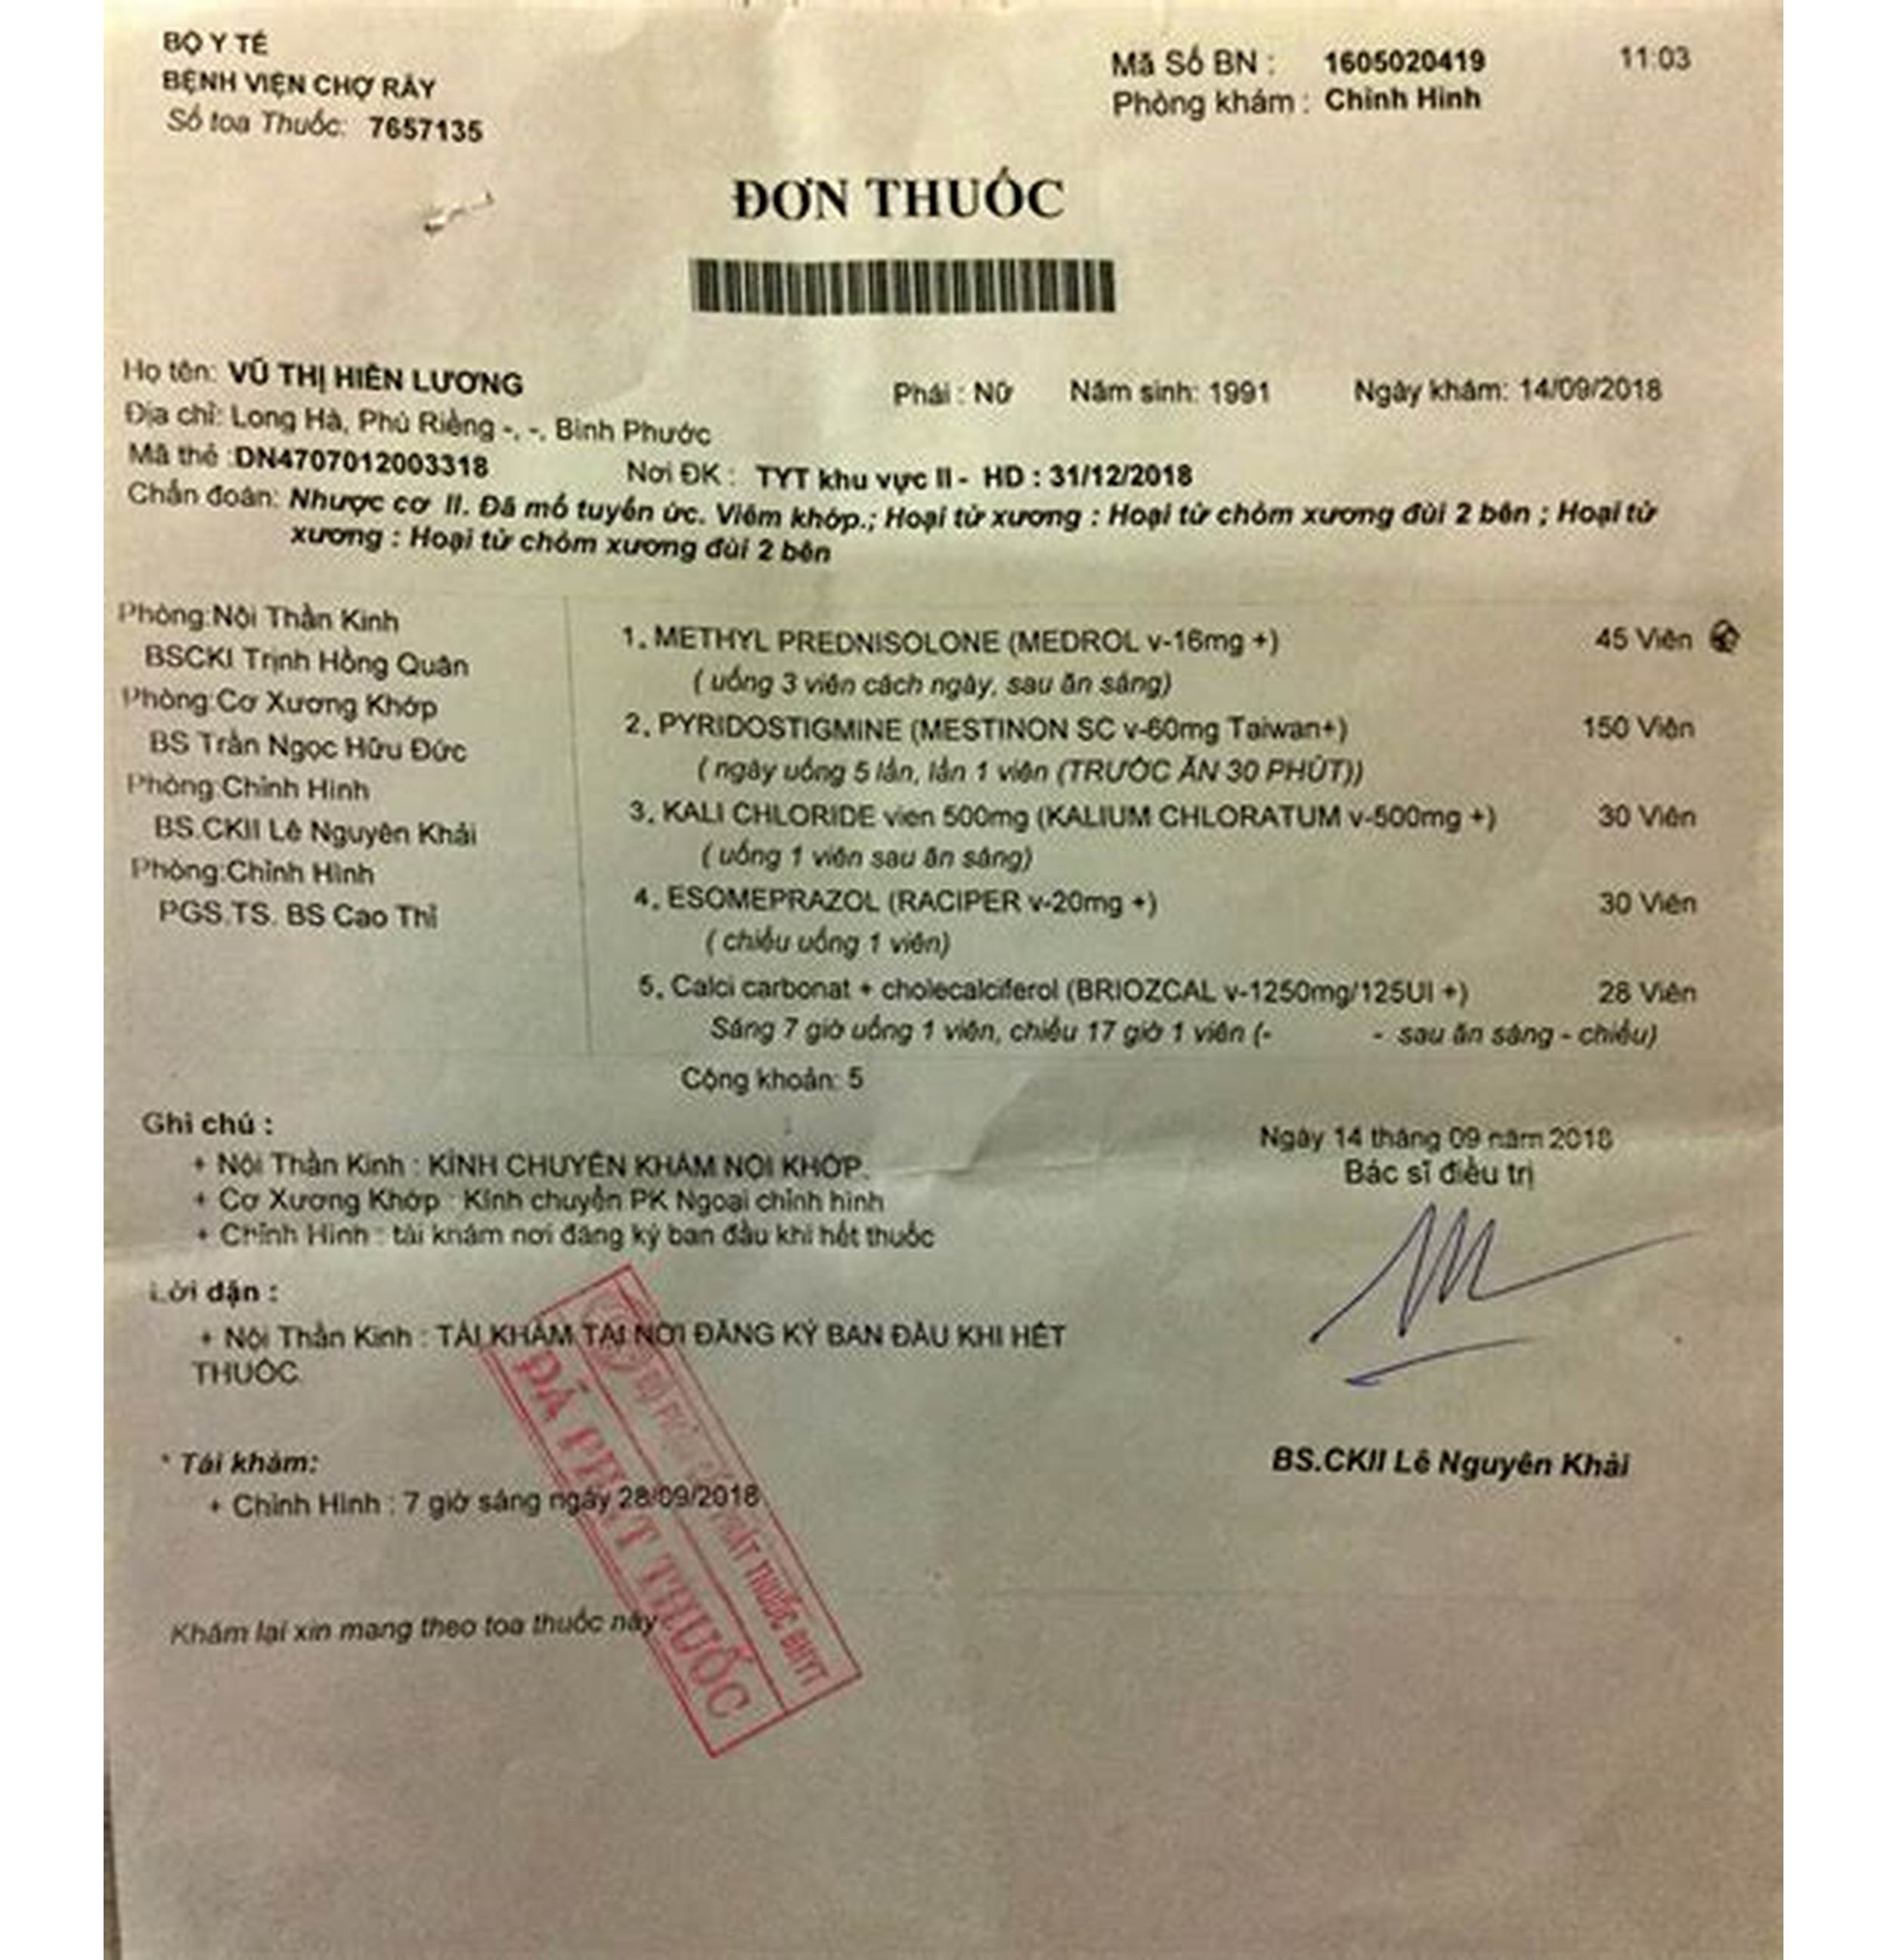 BỘ Y TẾ
BỆNH VIỆN CHỢ RẪY
Số toa Thuốc: 7657135
Mã Số BN : 1605020419 11:03
Phòng khám : Chỉnh Hình
ĐƠN THUỐC
Họ tên: VŨ THỊ HIỀN LƯƠNG Phái : Nữ Năm sinh: 1991 Ngày khám: 14/09/2018
Địa chỉ: Long Hà, Phú Riềng -, -, Bình Phước
Mã thẻ :DN4707012003318 Nơi ĐK : TYT khu vực II - HD : 31/12/2018
Chẩn đoán: Nhược cơ II. Đã mổ tuyến ức. Viêm khớp.; Hoại tử xương : Hoại tử chỏm xương đùi 2 bên ; Hoại tử
xương : Hoại tử chỏm xương đùi 2 bên
Phòng:Nội Thần Kinh
BSCKI Trịnh Hồng Quân
Phòng:Cơ Xương Khớp
BS Trần Ngọc Hữu Đức
Phòng:Chỉnh Hình
BS.CKII Lê Nguyên Khải
Phòng:Chỉnh Hình
PGS.TS. BS Cao Thỉ
1. METHYL PREDNISOLONE (MEDROL v-16mg +) 45 Viên
( uống 3 viên cách ngày, sau ăn sáng)
2. PYRIDOSTIGMINE (MESTINON SC v-60mg Taiwan+) 150 Viên
( ngày uống 5 lần, lần 1 viên (TRƯỚC ĂN 30 PHÚT))
3. KALI CHLORIDE vien 500mg (KALIUM CHLORATUM v-500mg +) 30 Viên
( uống 1 viên sau ăn sáng)
4. ESOMEPRAZOL (RACIPER v-20mg +) 30 Viên
( chiều uống 1 viên)
5. Calci carbonat + cholecalciferol (BRIOZCAL v-1250mg/125UI +) 28 Viên
Sáng 7 giờ uống 1 viên, chiều 17 giờ 1 viên (- - sau ăn sáng - chiều)
Cộng khoản: 5
Ghi chú :
+ Nội Thần Kinh : KÍNH CHUYỂN KHÁM NỘI KHỚP.
+ Cơ Xương Khớp : Kính chuyển PK Ngoại chỉnh hình
+ Chỉnh Hình : tái khám nơi đăng ký ban đầu khi hết thuốc
Ngày 14 tháng 09 năm 2018
Bác sĩ điều trị
Lời dặn :
+ Nội Thần Kinh : TÁI KHÁM TẠI NƠI ĐĂNG KÝ BAN ĐẦU KHI HẾT
THUỐC
BS.CKII Lê Nguyên Khải
* Tái khám:
+ Chỉnh Hình : 7 giờ sáng ngày 28/09/2018
PHÁT THUỐC BHYT
ĐÃ PHÁT THUỐC
Khám lại xin mang theo toa thuốc này